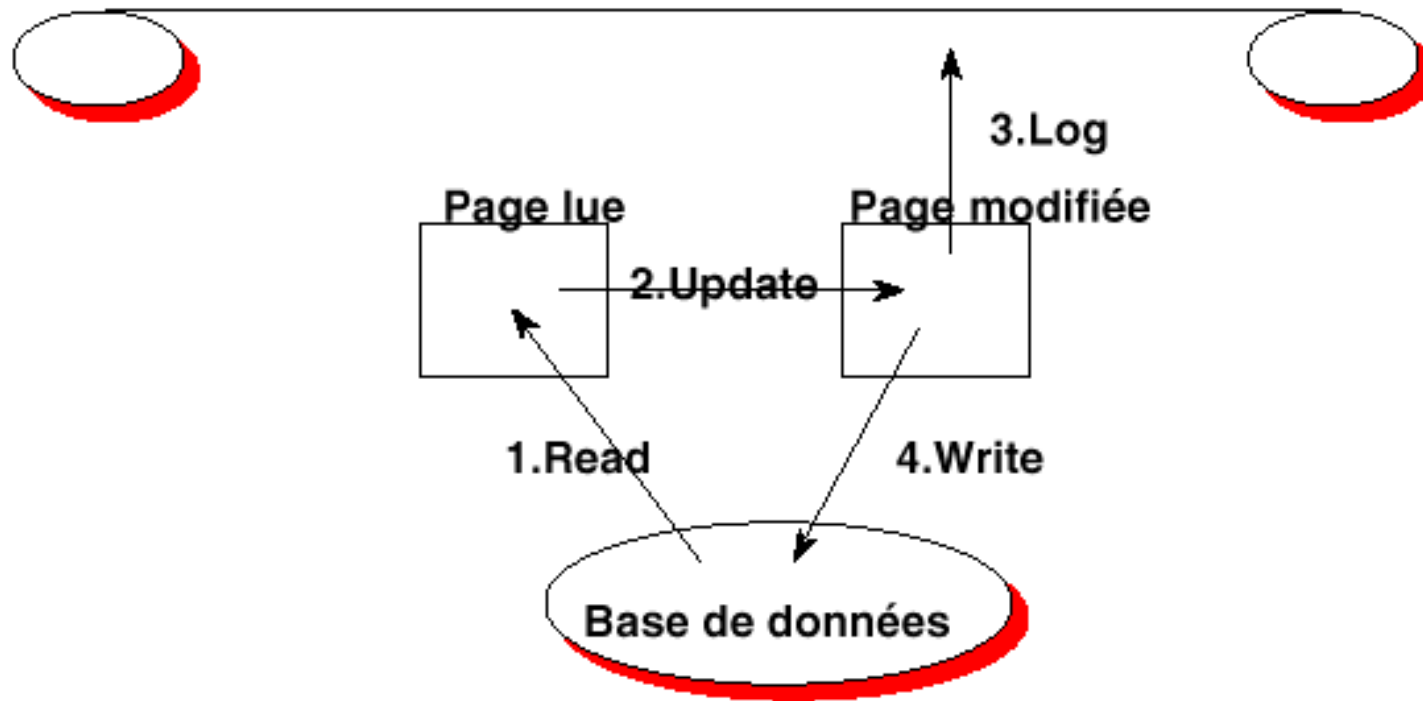 3.Log
Page lue
Page modifiée
2.Update
1.Read
4.Write
Base de données